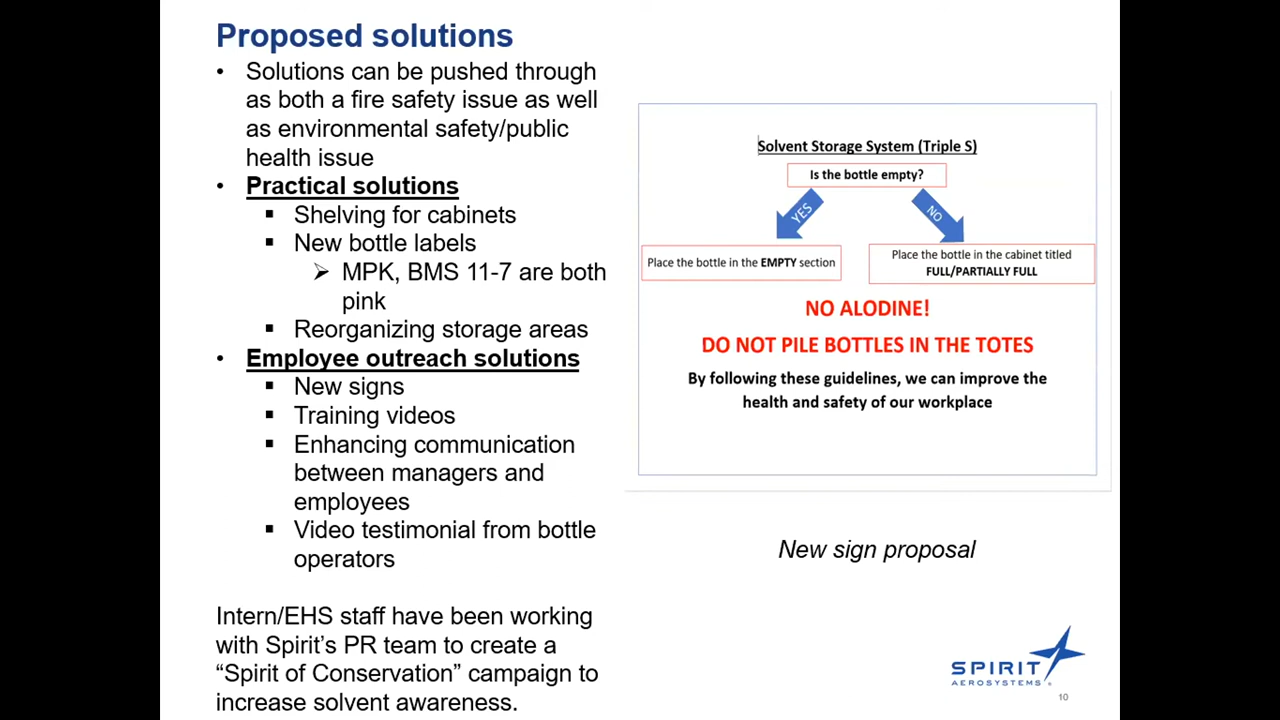 Proposed solutions
• Solutions can be pushed through
as both a fire safety issue as well
as environmental safety/public
health issue
• Practical solutions
▪ Shelving for cabinets
▪ New bottle labels
➢ MPK, BMS 11-7 are both
pink
▪ Reorganizing storage areas
• Employee outreach solutions
▪ New signs
▪ Training videos
▪ Enhancing communication
between managers and
employees
▪ Video testimonial from bottle
operators
Intern/EHS staff have been working
with Spirit’s PR team to create a
“Spirit of Conservation” campaign to
increase solvent awareness.
Solvent Storage System (Triple S)
Is the bottle empty?
YES
NO
Place the bottle in the EMPTY section
Place the bottle in the cabinet titled
FULL/PARTIALLY FULL
NO ALODINE!
DO NOT PILE BOTTLES IN THE TOTES
By following these guidelines, we can improve the
health and safety of our workplace
New sign proposal
SPIRIT
AEROSYSTEMS
10